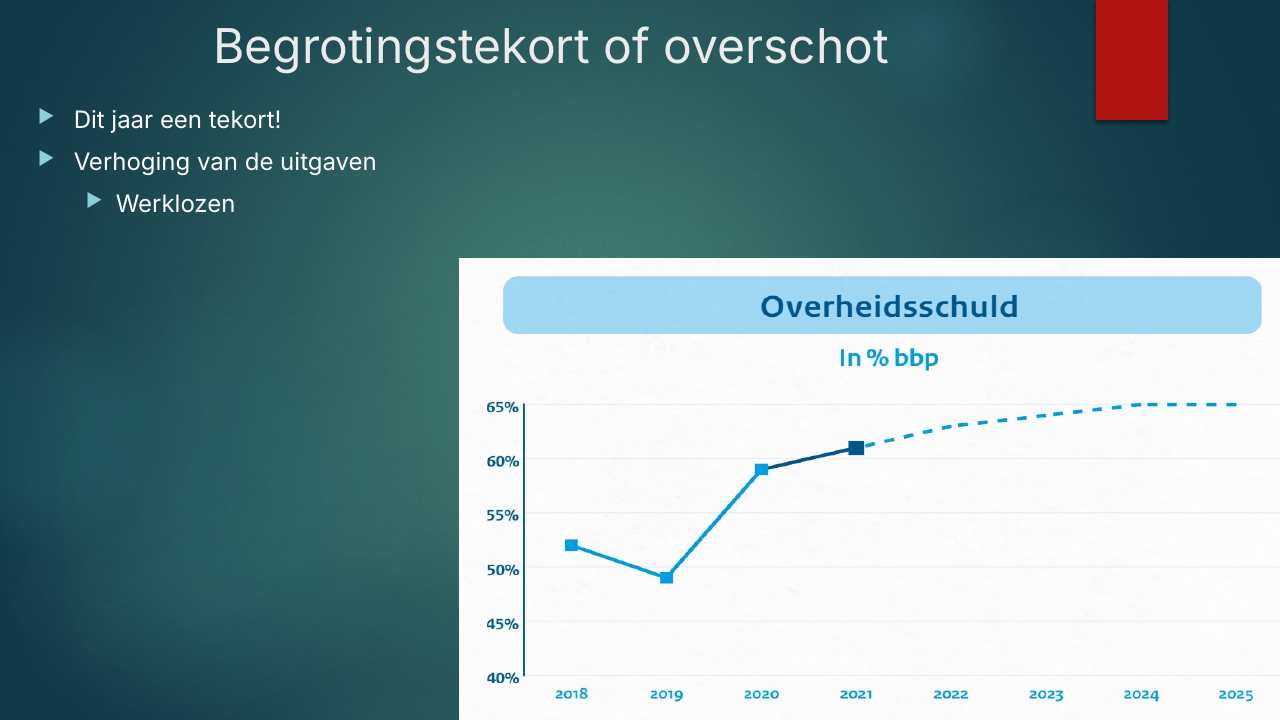 Begrotingstekort of overschot
Dit jaar een tekort!
Verhoging van de uitgaven
Werklozen
Overheidsschuld
In % bbp
65%
60%
55%
50%
45%
40%
2018 2019 2020 2021 2022 2023 2024 2025